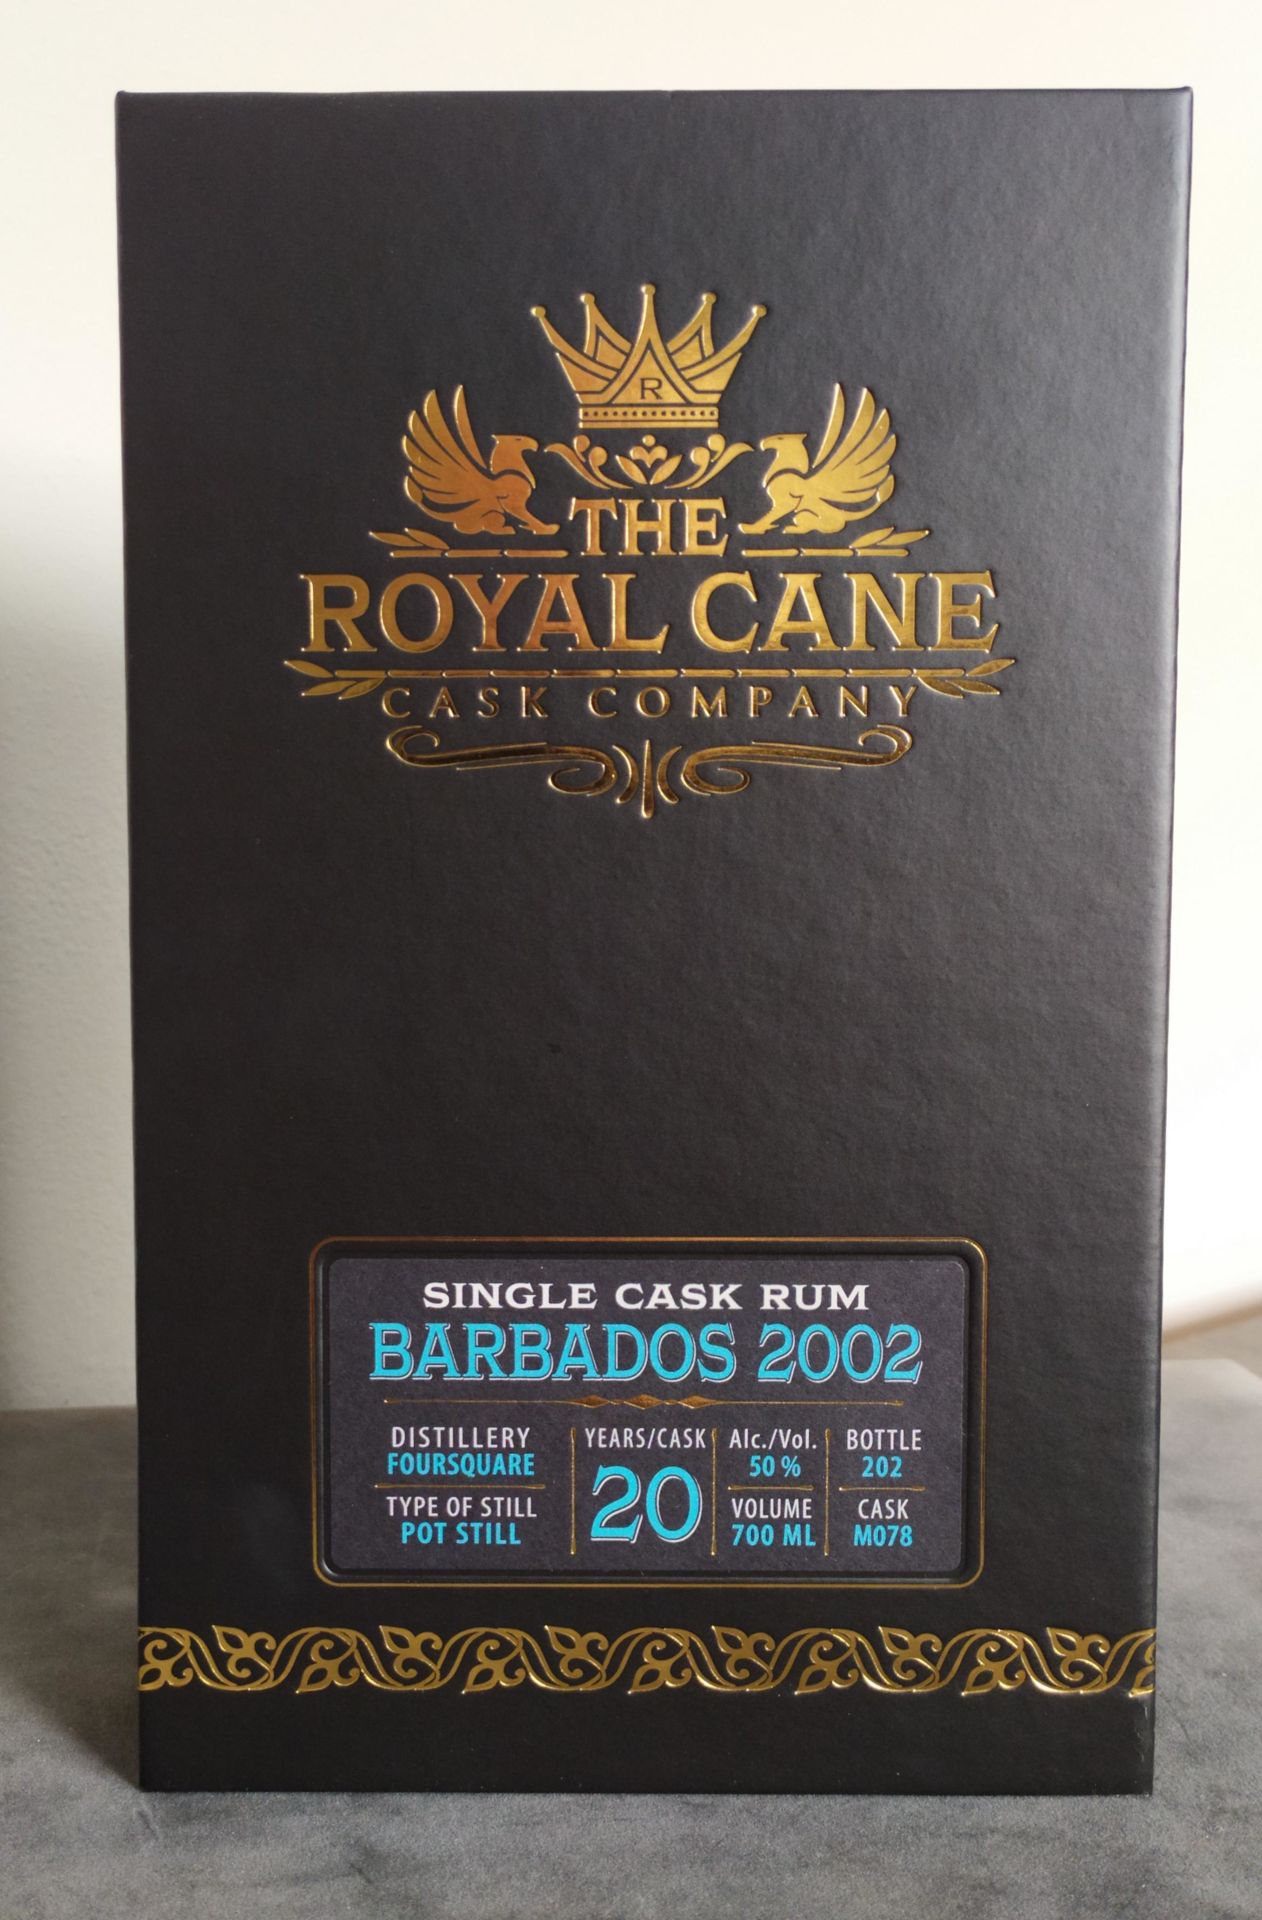 R
THE
ROYAL CANE
CASK COMPANY
SINGLE CASK RUM
BARBADOS 2002
DISTILLERY
FOURSQUARE
TYPE OF STILL
POT STILL
YEARS/CASK
20
Alc./Vol.
50 %
VOLUME
700 ML
BOTTLE
202
CASK
M078